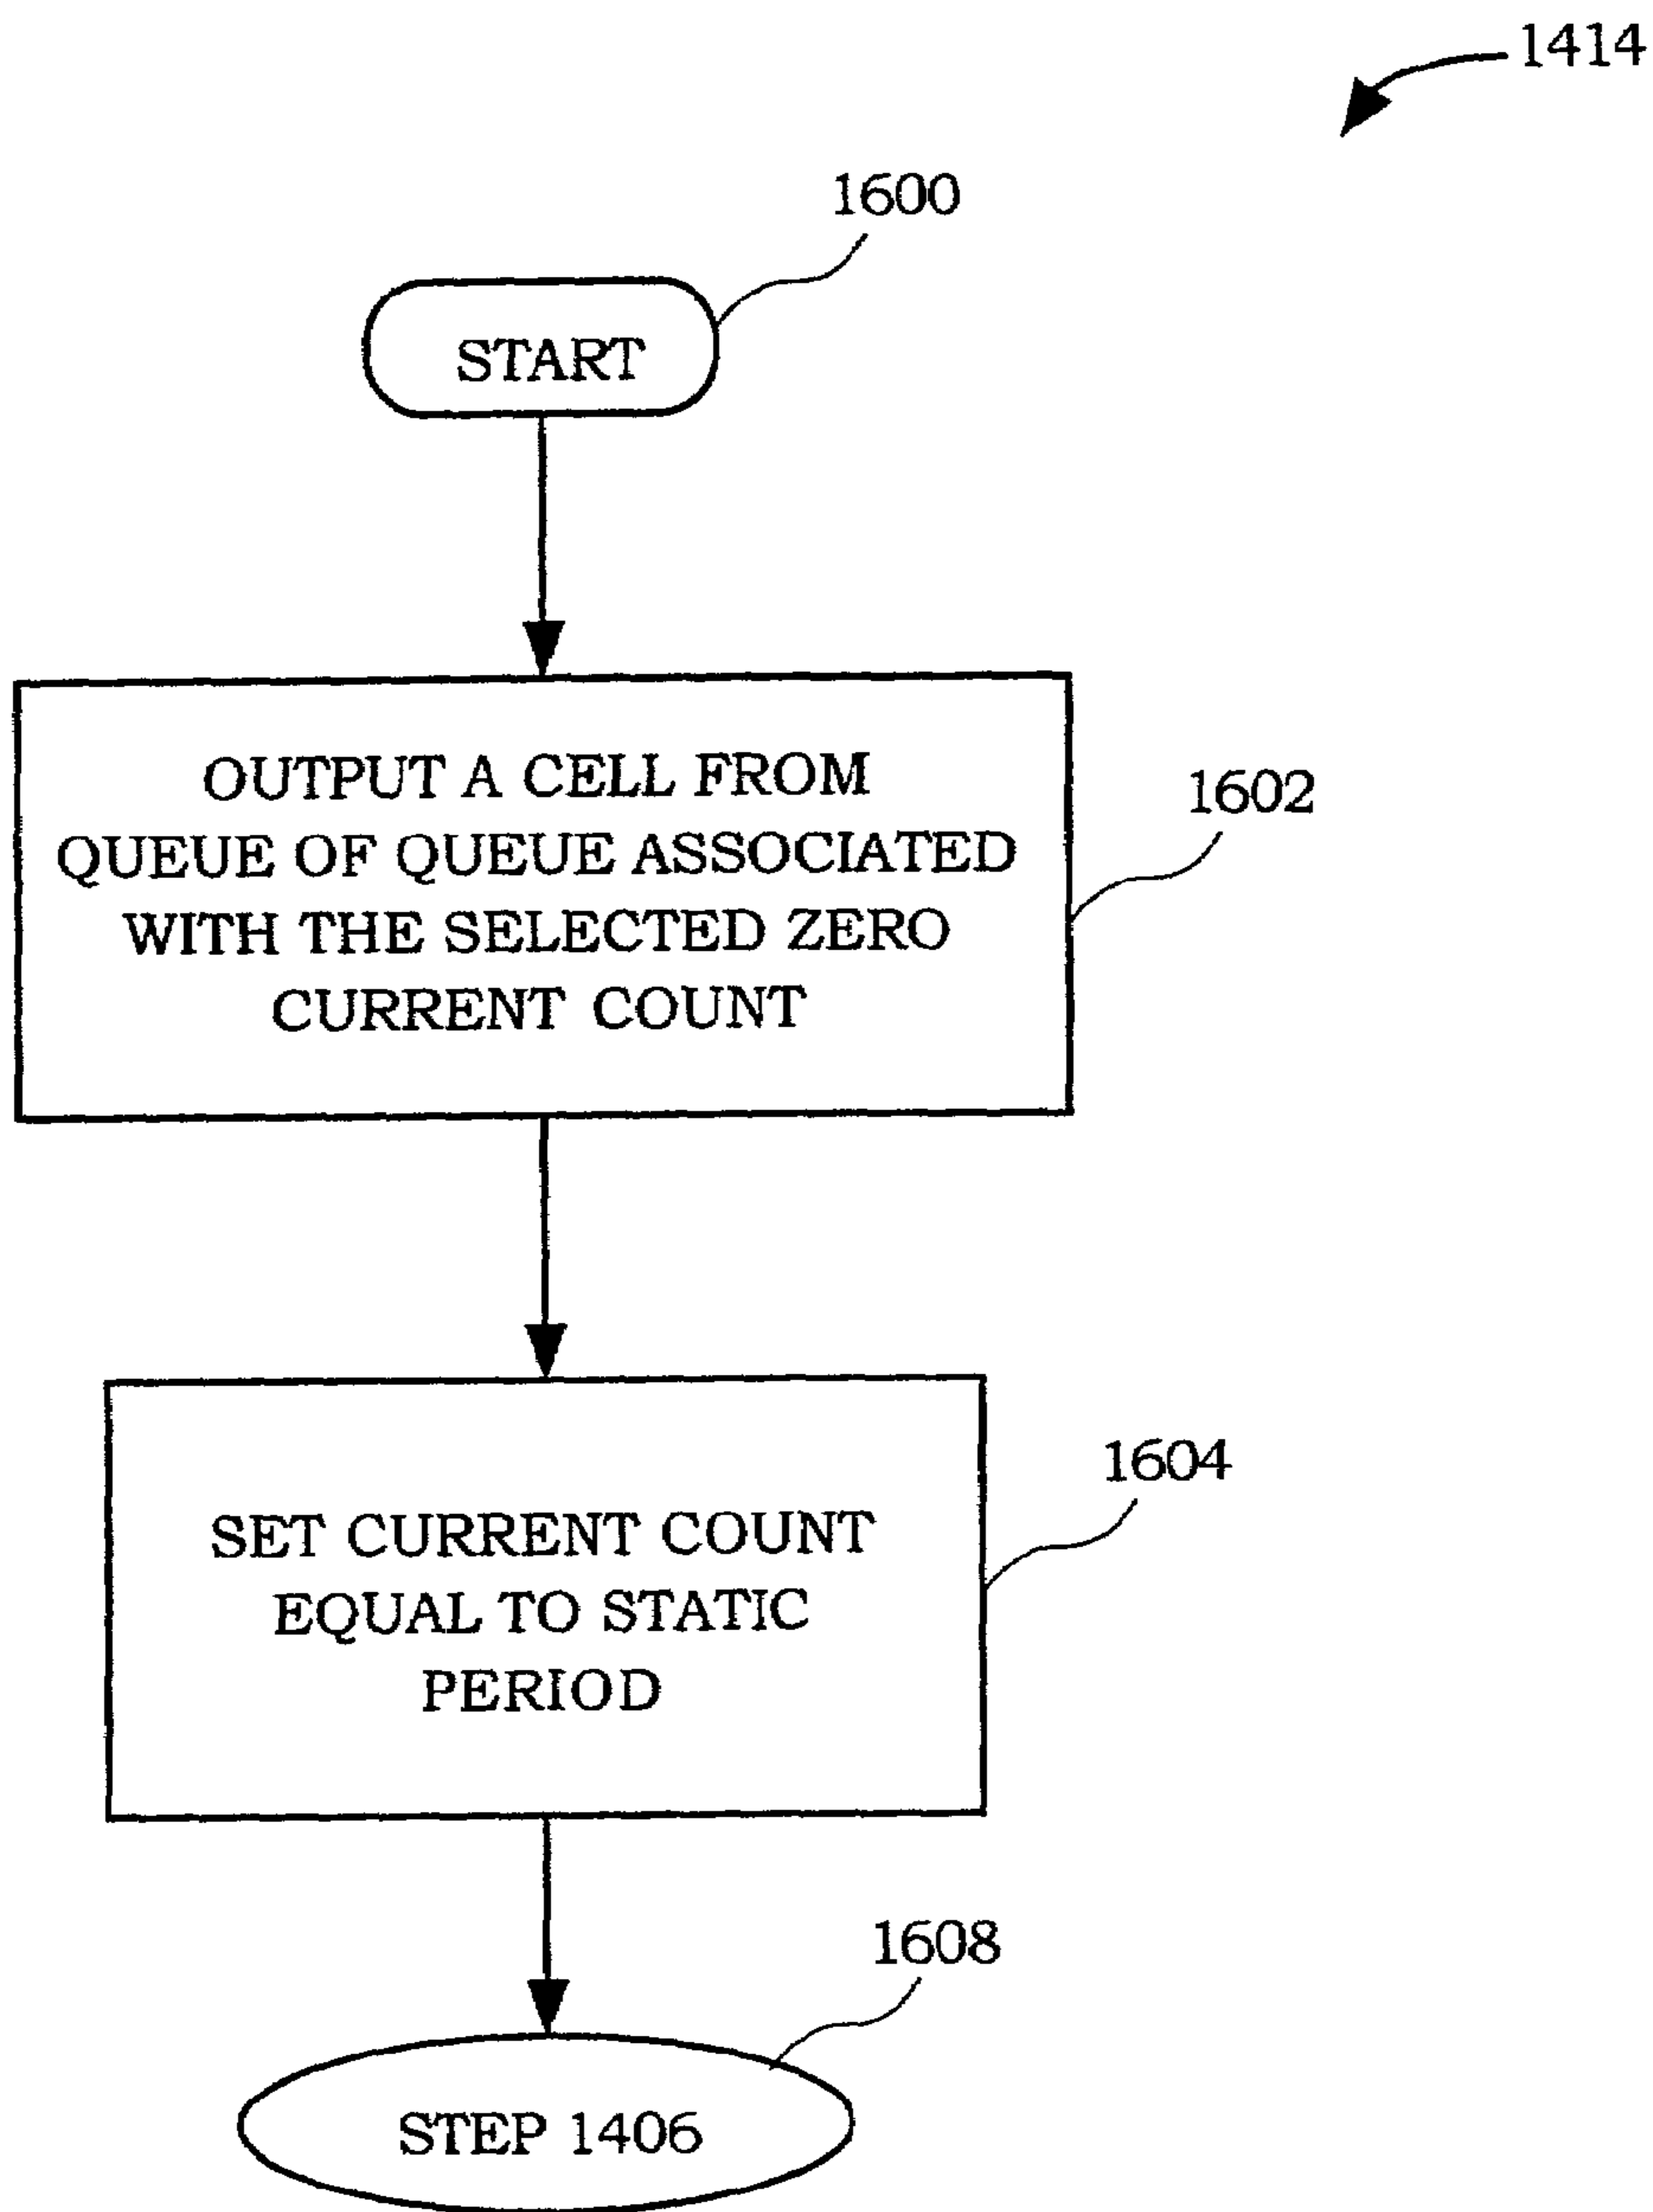 1414
1600
START
OUTPUT A CELL FROM
QUEUE OF QUEUE ASSOCIATED
WITH THE SELECTED ZERO
CURRENT COUNT
1602
SET CURRENT COUNT
EQUAL TO STATIC
PERIOD
1604
1608
STEP 1406